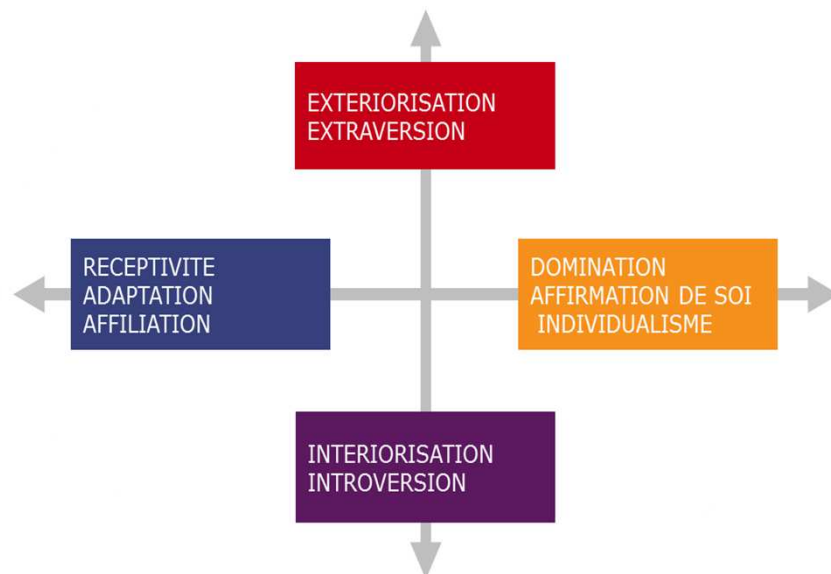 EXTERIORISATION
EXTRAVERSION
RECEPTIVITE
ADAPTATION
AFFILIATION
DOMINATION
AFFIRMATION DE SOI
INDIVIDUALISME
INTERIORISATION
INTROVERSION